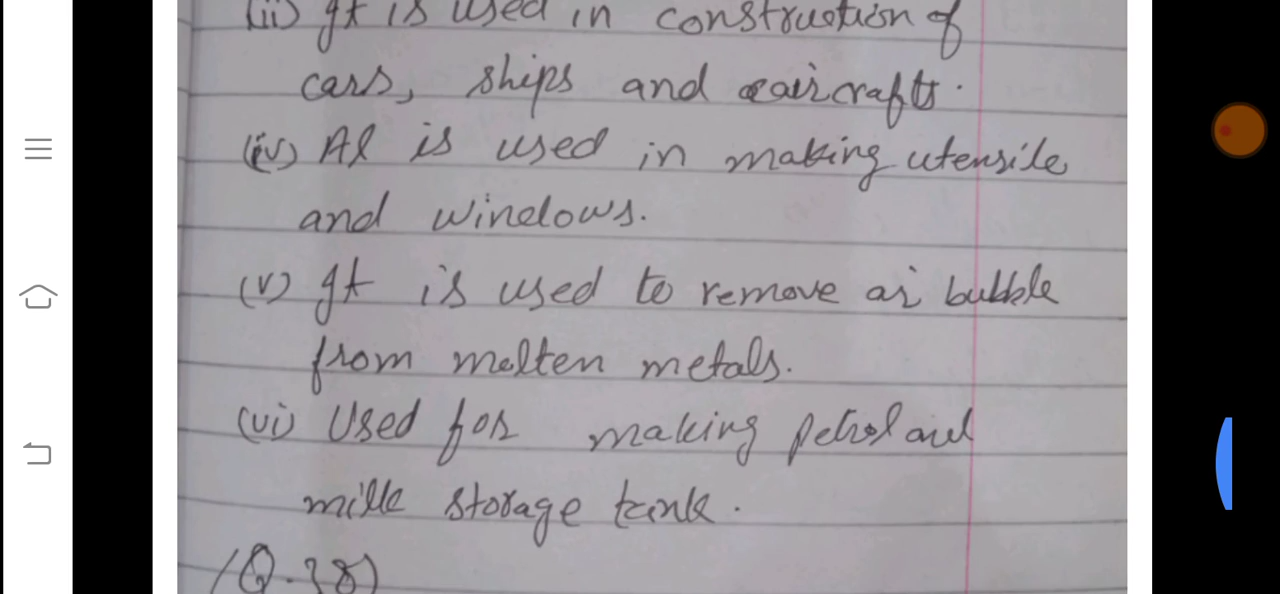 (iii) It is used in construction of
cars, ships and aircrafts.
(iv) Al is used in making utensile
and windows.
(v) It is used to remove air bubble
from molten metals.
(vi) Used for making petrol and
milk storage tank.
(Q.38)